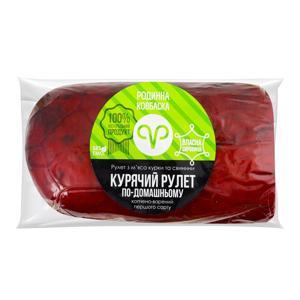 РОДИННА
КОВБАСКА
100%
НАТУРАЛЬНИЙ
ПРОДУКТ
ВЛАСНА
СИРОВИНА
Рулет з м'яса курки та свинини
КУРЯЧИЙ РУЛЕТ
ПО-ДОМАШНЬОМУ
копчено-варений
першого сорту